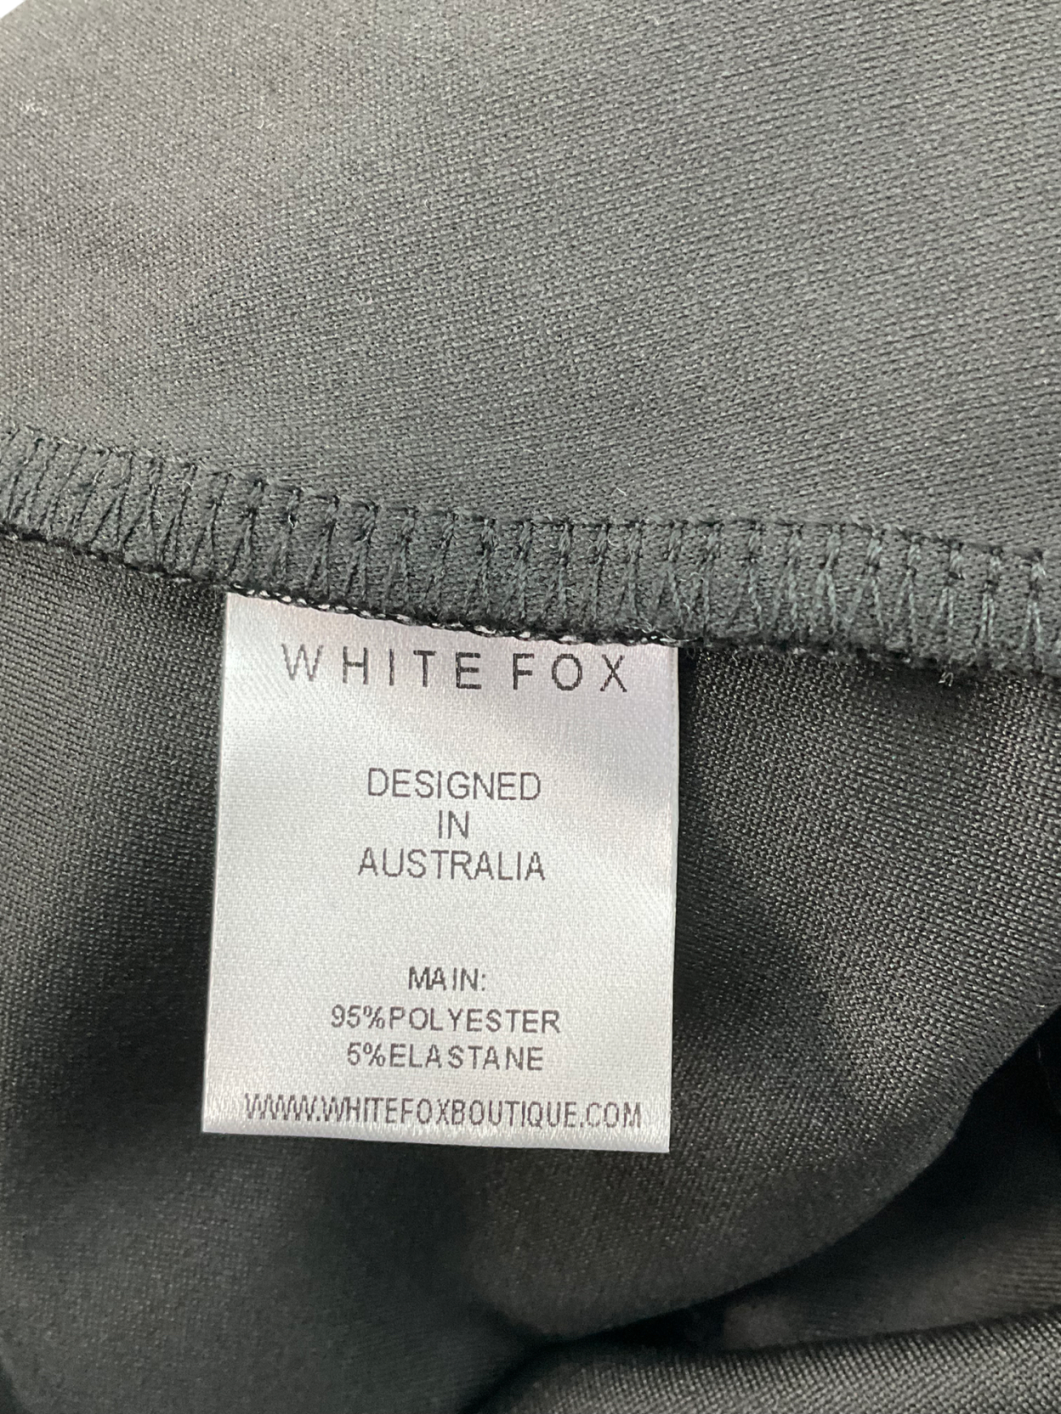 WHITE FOX
DESIGNED
IN
AUSTRALIA
MAIN:
95%POLYESTER
5%ELASTANE
WWW.WHITEFOXBOUTIQUE.COM